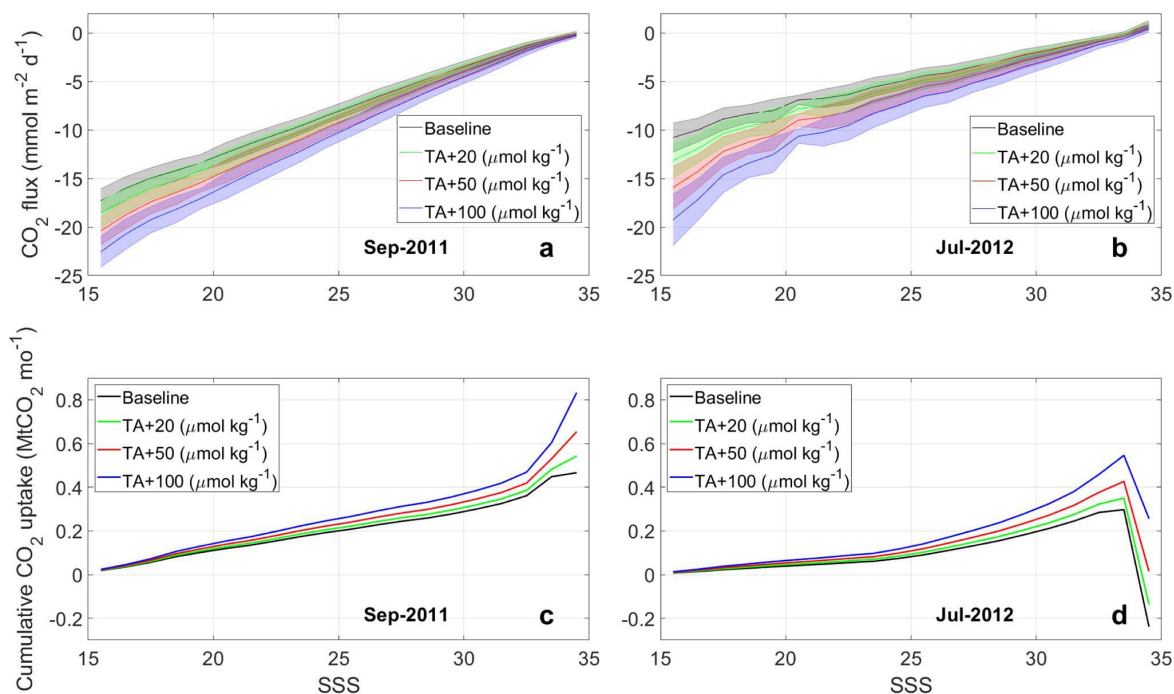 CO2 flux (mmol m-2 d-1)
0
-5
-10
-15
-20
-25
15
20
25
30
35
Baseline
TA+20 (μmol kg-1)
TA+50 (μmol kg-1)
TA+100 (μmol kg-1)
Sep-2011
a
0
-5
-10
-15
-20
-25
15
20
25
30
35
Baseline
TA+20 (μmol kg-1)
TA+50 (μmol kg-1)
TA+100 (μmol kg-1)
Jul-2012
b
Cumulative CO2 uptake (MtCO2 mo-1)
0.8
0.6
0.4
0.2
0
-0.2
15
20
25
30
35
SSS
Baseline
TA+20 (μmol kg-1)
TA+50 (μmol kg-1)
TA+100 (μmol kg-1)
Sep-2011
c
0.8
0.6
0.4
0.2
0
-0.2
15
20
25
30
35
SSS
Baseline
TA+20 (μmol kg-1)
TA+50 (μmol kg-1)
TA+100 (μmol kg-1)
Jul-2012
d